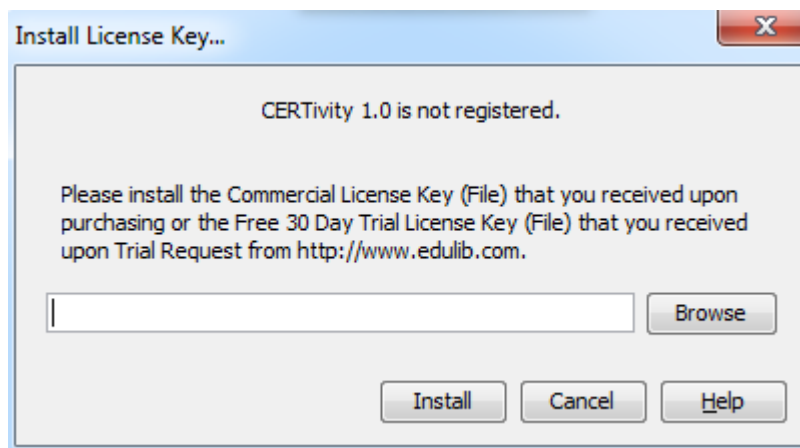 Install License Key...
CERTivity 1.0 is not registered.
Please install the Commercial License Key (File) that you received upon
purchasing or the Free 30 Day Trial License Key (File) that you received
upon Trial Request from http://www.edulib.com.
Browse
Install Cancel Help